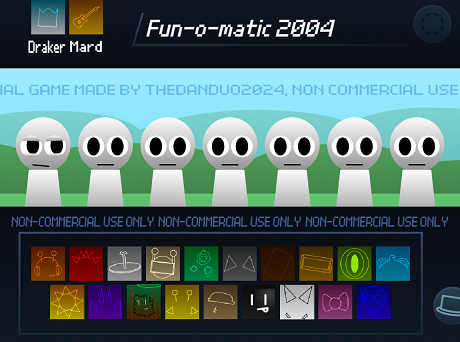 Fun-o-matic 2004
Draker Mard
NAL GAME MADE BY THEDANDUO2024, NON COMMERCIAL USE
NON-COMMERCIAL USE ONLY NON-COMMERCIAL USE ONLY NON-COMMERCIAL USE ONLY